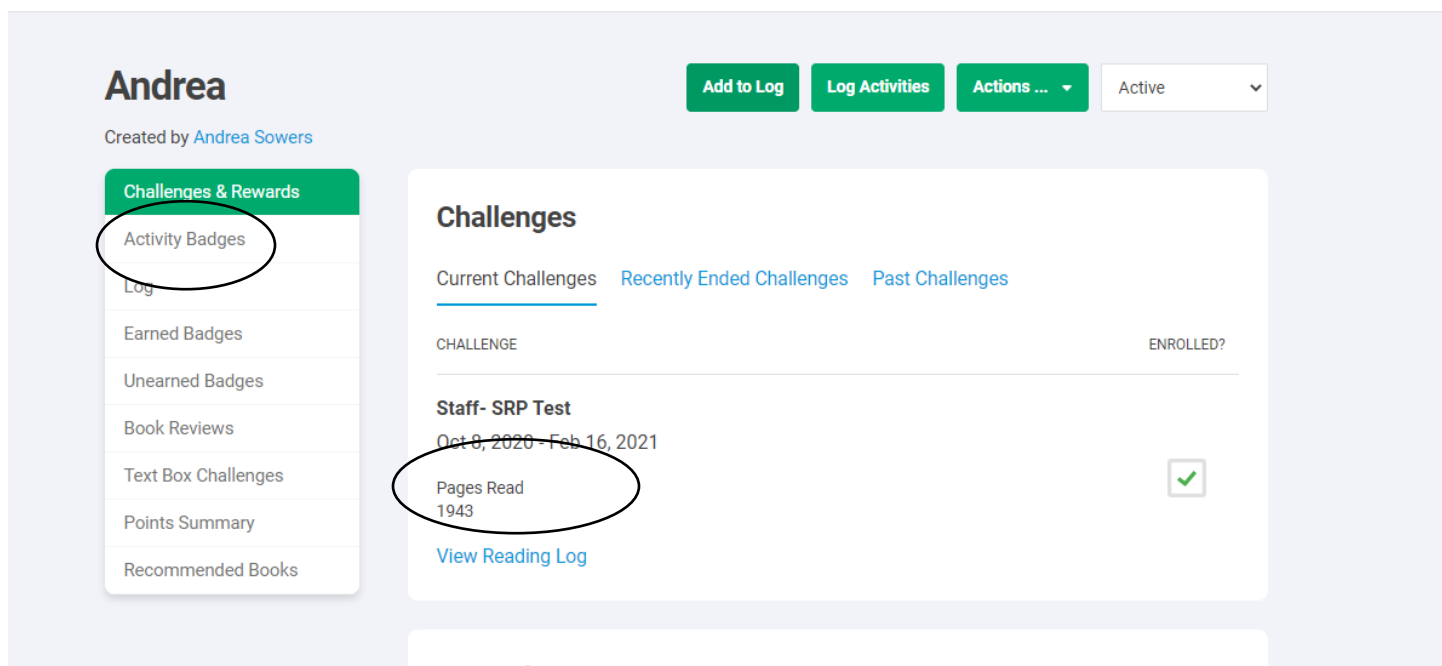 Andrea
Add to Log
Log Activities
Actions ...
Active
Created by Andrea Sowers
Challenges & Rewards
Activity Badges
Log
Earned Badges
Unearned Badges
Book Reviews
Text Box Challenges
Points Summary
Recommended Books
Challenges
Current Challenges Recently Ended Challenges Past Challenges
CHALLENGE ENROLLED?
Staff- SRP Test
Oct 8, 2020 - Feb 16, 2021
Pages Read
1943
View Reading Log